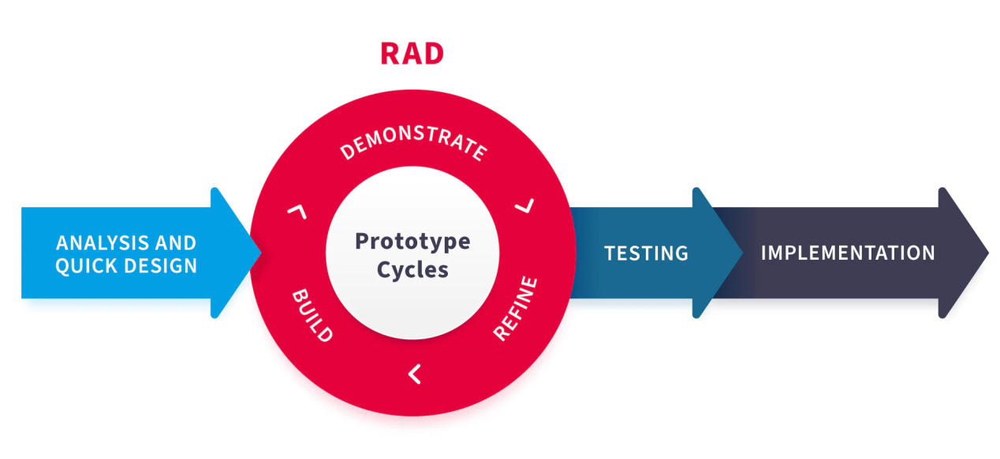 RAD
ANALYSIS AND
QUICK DESIGN
DEMONSTRATE
BUILD
REFINE
Prototype
Cycles
TESTING
IMPLEMENTATION